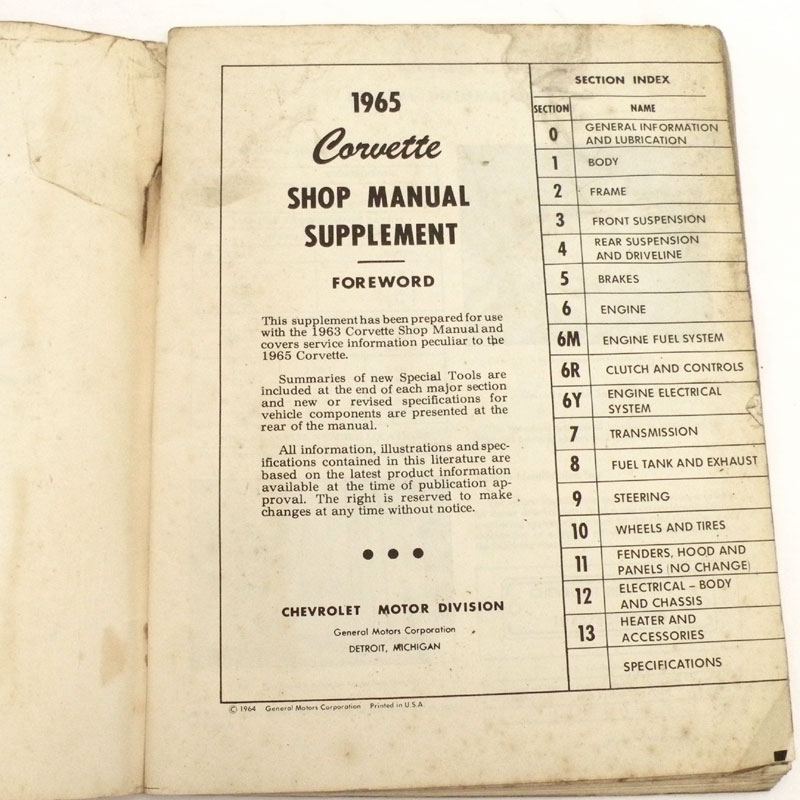 1965
Corvette
SHOP MANUAL
SUPPLEMENT
FOREWORD
This supplement has been prepared for use
with the 1963 Corvette Shop Manual and
covers service information peculiar to the
1965 Corvette.
Summaries of new Special Tools are
included at the end of each major section
and new or revised specifications for
vehicle components are presented at the
rear of the manual.
All information, illustrations and spec-
ifications contained in this literature are
based on the latest product information
available at the time of publication ap-
proval. The right is reserved to make
changes at any time without notice.
CHEVROLET MOTOR DIVISION
General Motors Corporation
DETROIT, MICHIGAN
© 1964 General Motors Corporation Printed in U.S.A.
SECTION INDEX
SECTION NAME
0 GENERAL INFORMATION
AND LUBRICATION
1 BODY
2 FRAME
3 FRONT SUSPENSION
4 REAR SUSPENSION
AND DRIVELINE
5 BRAKES
6 ENGINE
6M ENGINE FUEL SYSTEM
6R CLUTCH AND CONTROLS
6Y ENGINE ELECTRICAL
SYSTEM
7 TRANSMISSION
8 FUEL TANK AND EXHAUST
9 STEERING
10 WHEELS AND TIRES
11 FENDERS, HOOD AND
PANELS (NO CHANGE)
12 ELECTRICAL – BODY
AND CHASSIS
13 HEATER AND
ACCESSORIES
SPECIFICATIONS